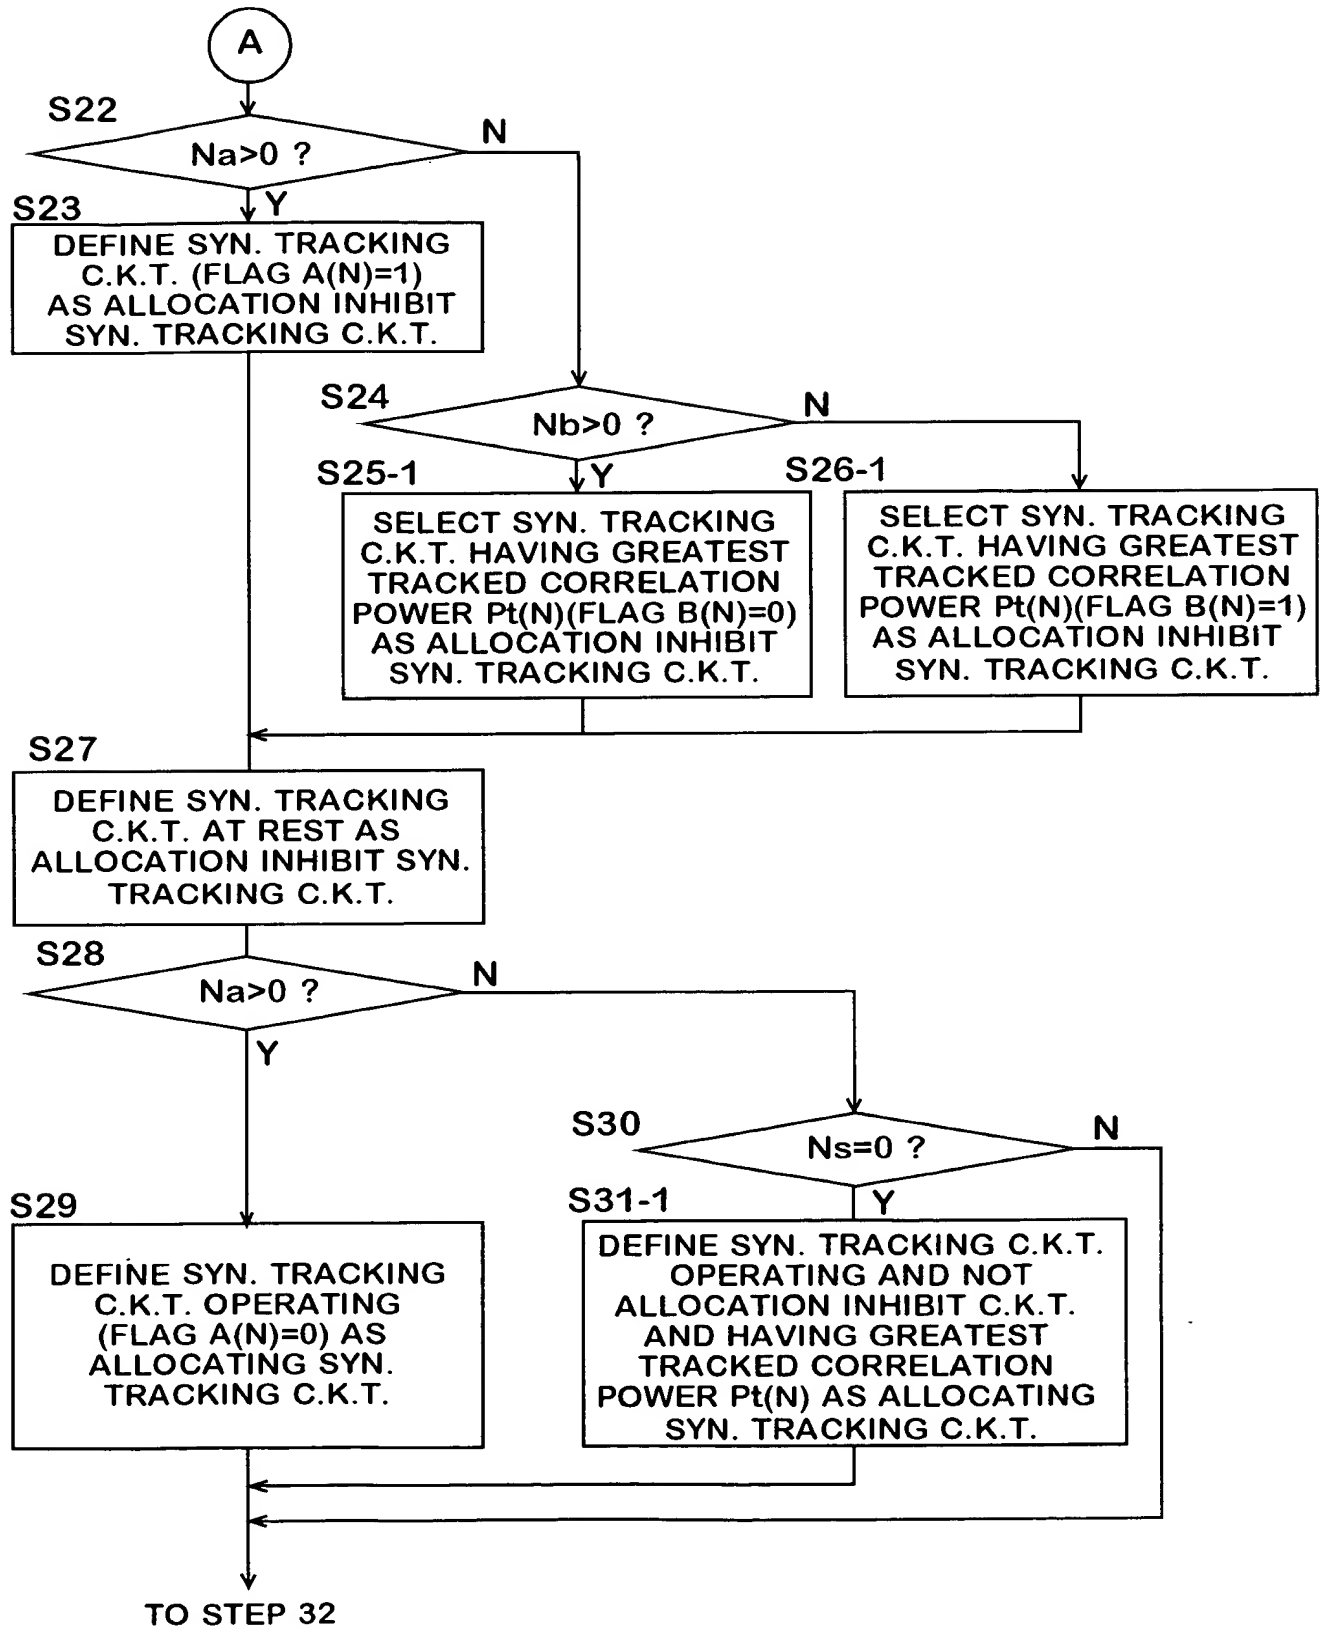 A
S22
Na>0 ?
N
Y
S23
DEFINE SYN. TRACKING
C.K.T. (FLAG A(N)=1)
AS ALLOCATION INHIBIT
SYN. TRACKING C.K.T.
S24
Nb>0 ?
N
Y
S25-1
SELECT SYN. TRACKING
C.K.T. HAVING GREATEST
TRACKED CORRELATION
POWER Pt(N)(FLAG B(N)=0)
AS ALLOCATION INHIBIT
SYN. TRACKING C.K.T.
S26-1
SELECT SYN. TRACKING
C.K.T. HAVING GREATEST
TRACKED CORRELATION
POWER Pt(N)(FLAG B(N)=1)
AS ALLOCATION INHIBIT
SYN. TRACKING C.K.T.
S27
DEFINE SYN. TRACKING
C.K.T. AT REST AS
ALLOCATION INHIBIT SYN.
TRACKING C.K.T.
S28
Na>0 ?
N
Y
S30
Ns=0 ?
N
Y
S29
DEFINE SYN. TRACKING
C.K.T. OPERATING
(FLAG A(N)=0) AS
ALLOCATING SYN.
TRACKING C.K.T.
S31-1
DEFINE SYN. TRACKING C.K.T.
OPERATING AND NOT
ALLOCATION INHIBIT C.K.T.
AND HAVING GREATEST
TRACKED CORRELATION
POWER Pt(N) AS ALLOCATING
SYN. TRACKING C.K.T.
TO STEP 32